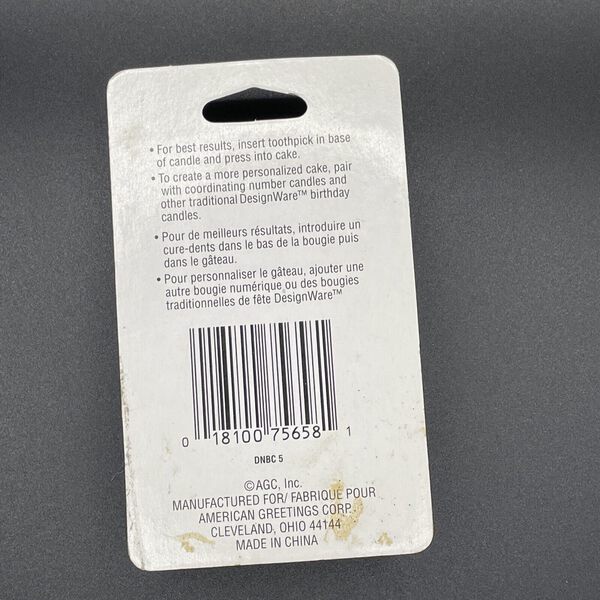 • For best results, insert toothpick in base
of candle and press into cake.
• To create a more personalized cake, pair
with coordinating number candles and
other traditional DesignWare™ birthday
candles.
• Pour de meilleurs résultats, introduire un
cure-dents dans le bas de la bougie puis
dans le gâteau.
• Pour personnaliser le gâteau, ajouter une
autre bougie numérique ou des bougies
traditionnelles de fête DesignWare™
0 18100 75658 1
DNBC 5
©AGC, Inc.
MANUFACTURED FOR/ FABRIQUÉ POUR
AMERICAN GREETINGS CORP.
CLEVELAND, OHIO 44144
MADE IN CHINA